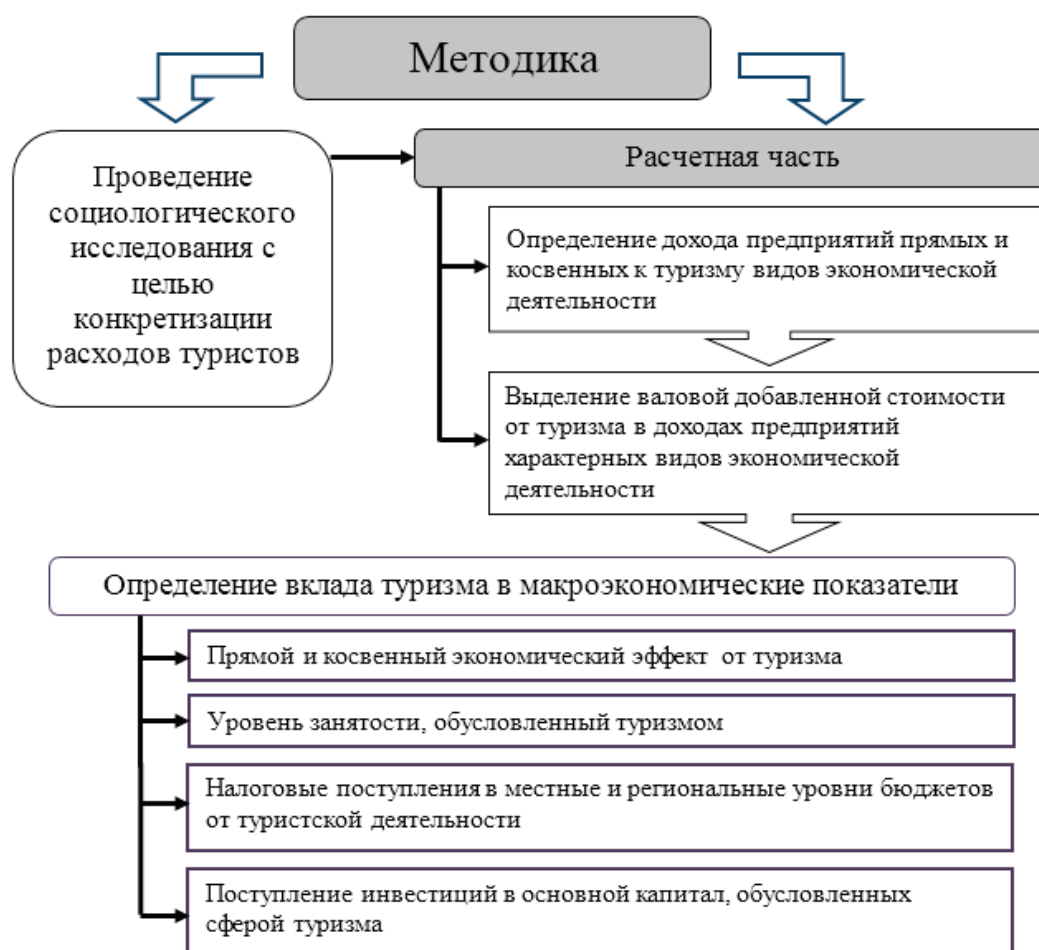 Методика
Проведение
социологического
исследования с
целью
конкретизации
расходов туристов
Расчетная часть
Определение дохода предприятий прямых и
косвенных к туризму видов экономической
деятельности
Выделение валовой добавленной стоимости
от туризма в доходах предприятий
характерных видов экономической
деятельности
Определение вклада туризма в макроэкономические показатели
Прямой и косвенный экономический эффект от туризма
Уровень занятости, обусловленный туризмом
Налоговые поступления в местные и региональные уровни бюджетов
от туристской деятельности
Поступление инвестиций в основной капитал, обусловленных
сферой туризма